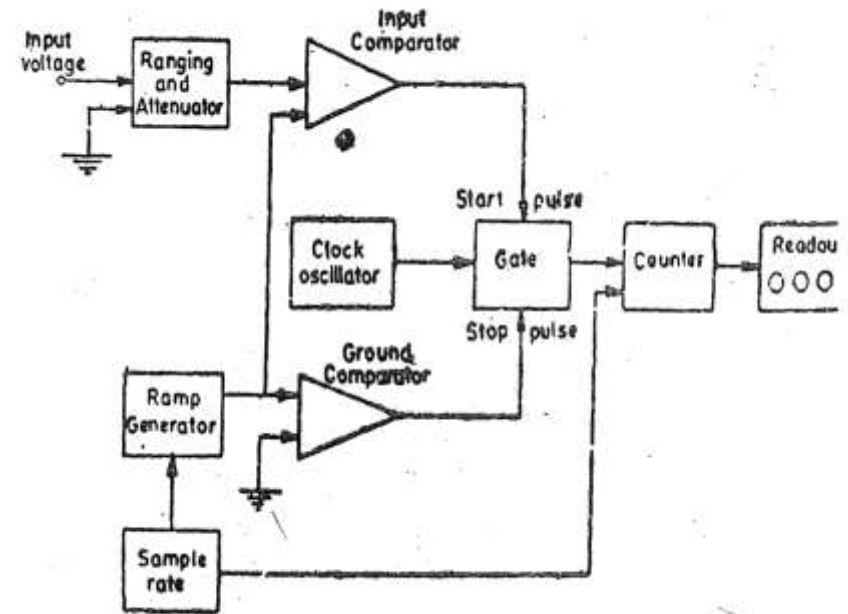 Input
voltage
Ranging
and
Attenuator
Input
Comparator
Start pulse
Clock
oscillator
Gate
Counter
Readou
Stop pulse
Ground
Comparator
Ramp
Generator
Sample
rate